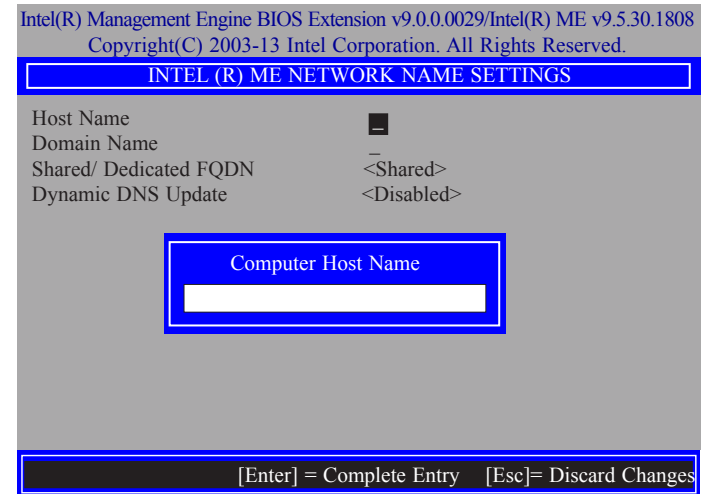 Intel(R) Management Engine BIOS Extension v9.0.0.0029/Intel(R) ME v9.5.30.1808
Copyright(C) 2003-13 Intel Corporation. All Rights Reserved.
INTEL (R) ME NETWORK NAME SETTINGS
Host Name _
Domain Name _
Shared/ Dedicated FQDN <Shared>
Dynamic DNS Update <Disabled>
Computer Host Name
[Enter] = Complete Entry [Esc]= Discard Changes